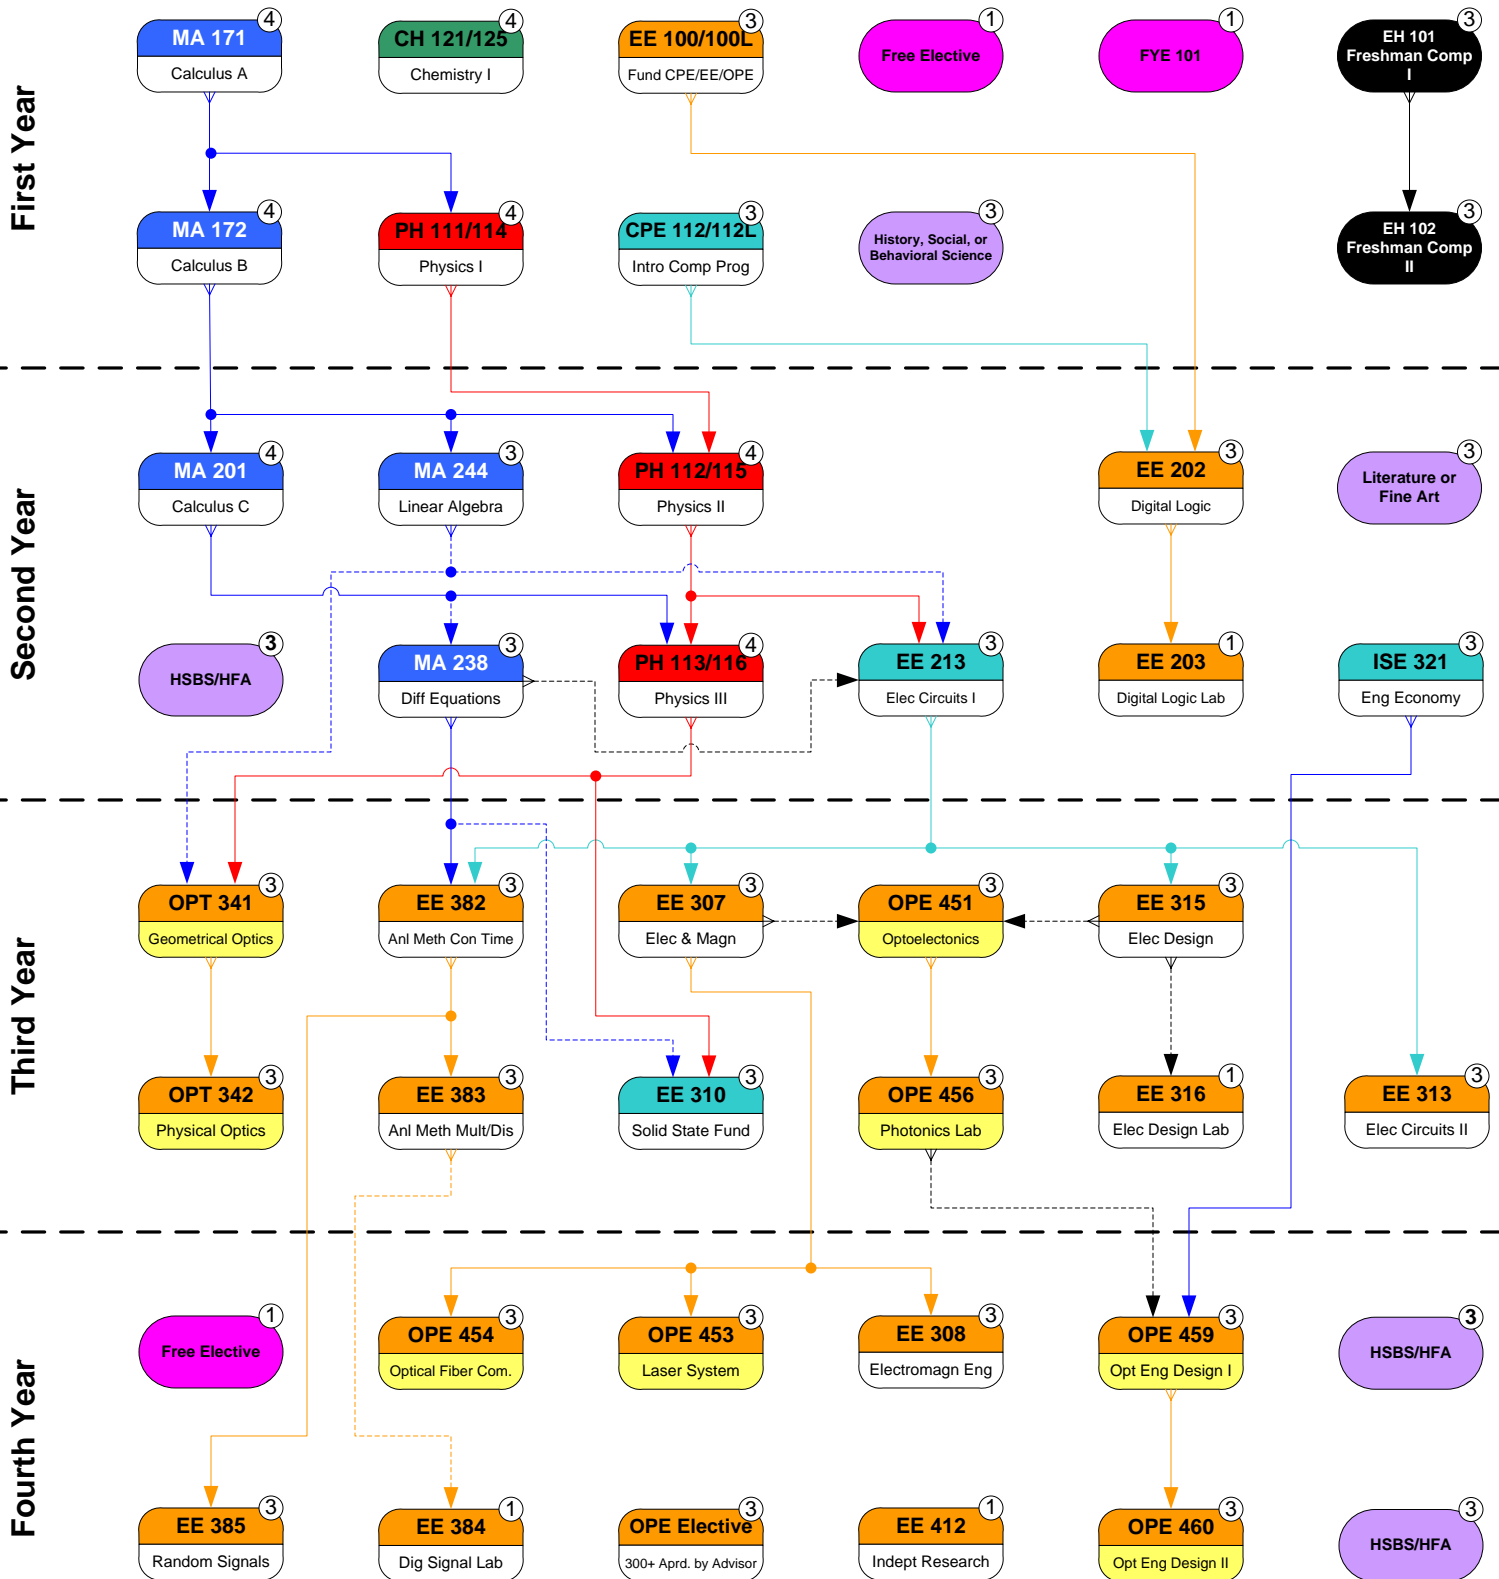 First Year
4
MA 171
Calculus A
4
CH 121/125
Chemistry I
3
EE 100/100L
Fund CPE/EE/OPE
1
Free Elective
1
FYE 101
3
EH 101
Freshman Comp
I
4
MA 172
Calculus B
4
PH 111/114
Physics I
3
CPE 112/112L
Intro Comp Prog
3
History, Social, or
Behavioral Science
3
EH 102
Freshman Comp
II
Second Year
4
MA 201
Calculus C
3
MA 244
Linear Algebra
4
PH 112/115
Physics II
3
EE 202
Digital Logic
3
Literature or
Fine Art
3
HSBS/HFA
3
MA 238
Diff Equations
4
PH 113/116
Physics III
3
EE 213
Elec Circuits I
1
EE 203
Digital Logic Lab
3
ISE 321
Eng Economy
Third Year
3
OPT 341
Geometrical Optics
3
EE 382
Anl Meth Con Time
3
EE 307
Elec & Magn
3
OPE 451
Optoelectonics
3
EE 315
Elec Design
3
OPT 342
Physical Optics
3
EE 383
Anl Meth Mult/Dis
3
EE 310
Solid State Fund
3
OPE 456
Photonics Lab
1
EE 316
Elec Design Lab
3
EE 313
Elec Circuits II
Fourth Year
1
Free Elective
3
OPE 454
Optical Fiber Com.
3
OPE 453
Laser System
3
EE 308
Electromagn Eng
3
OPE 459
Opt Eng Design I
3
HSBS/HFA
3
EE 385
Random Signals
1
EE 384
Dig Signal Lab
3
OPE Elective
300+ Aprd. by Advisor
1
EE 412
Indept Research
3
OPE 460
Opt Eng Design II
3
HSBS/HFA